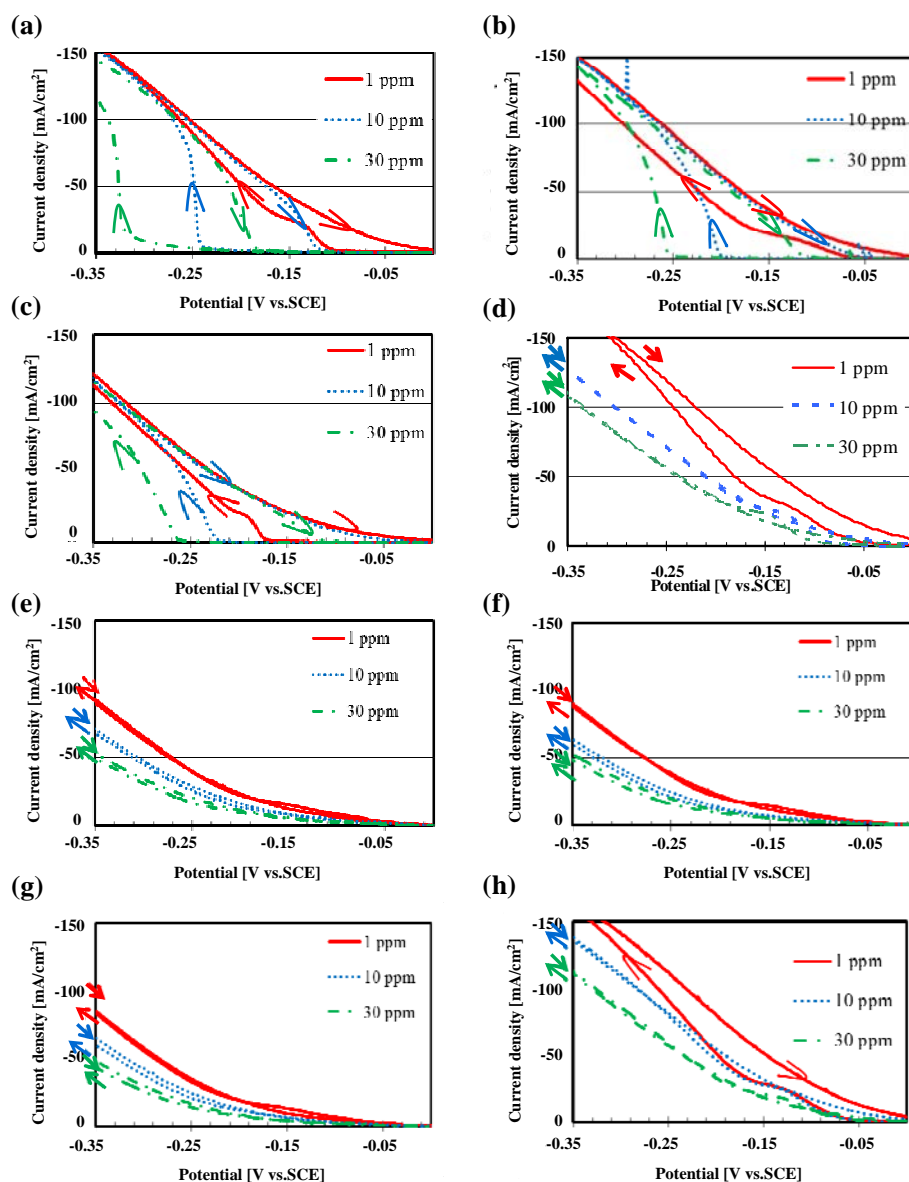 (a)
-150
-100
-50
0
-0.35
-0.25
-0.15
-0.05
Current density [mA/cm2]
Potential [V vs.SCE]
1 ppm
10 ppm
30 ppm
(b)
-150
-100
-50
0
-0.35
-0.25
-0.15
-0.05
Current density [mA/cm2]
Potential [V vs.SCE]
1 ppm
10 ppm
30 ppm
(c)
-150
-100
-50
0
-0.35
-0.25
-0.15
-0.05
Current density [mA/cm2]
Potential [V vs.SCE]
1 ppm
10 ppm
30 ppm
(d)
-150
-100
-50
0
-0.35
-0.25
-0.15
-0.05
Current density [mA/cm2]
Potential [V vs.SCE]
1 ppm
10 ppm
30 ppm
(e)
-150
-100
-50
0
-0.35
-0.25
-0.15
-0.05
Current density [mA/cm2]
Potential [V vs.SCE]
1 ppm
10 ppm
30 ppm
(f)
-150
-100
-50
0
-0.35
-0.25
-0.15
-0.05
Current density [mA/cm2]
Potential [V vs.SCE]
1 ppm
10 ppm
30 ppm
(g)
-150
-100
-50
0
-0.35
-0.25
-0.15
-0.05
Current density [mA/cm2]
Potential [V vs.SCE]
1 ppm
10 ppm
30 ppm
(h)
-150
-100
-50
0
-0.35
-0.25
-0.15
-0.05
Current density [mA/cm2]
Potential [V vs.SCE]
1 ppm
10 ppm
30 ppm